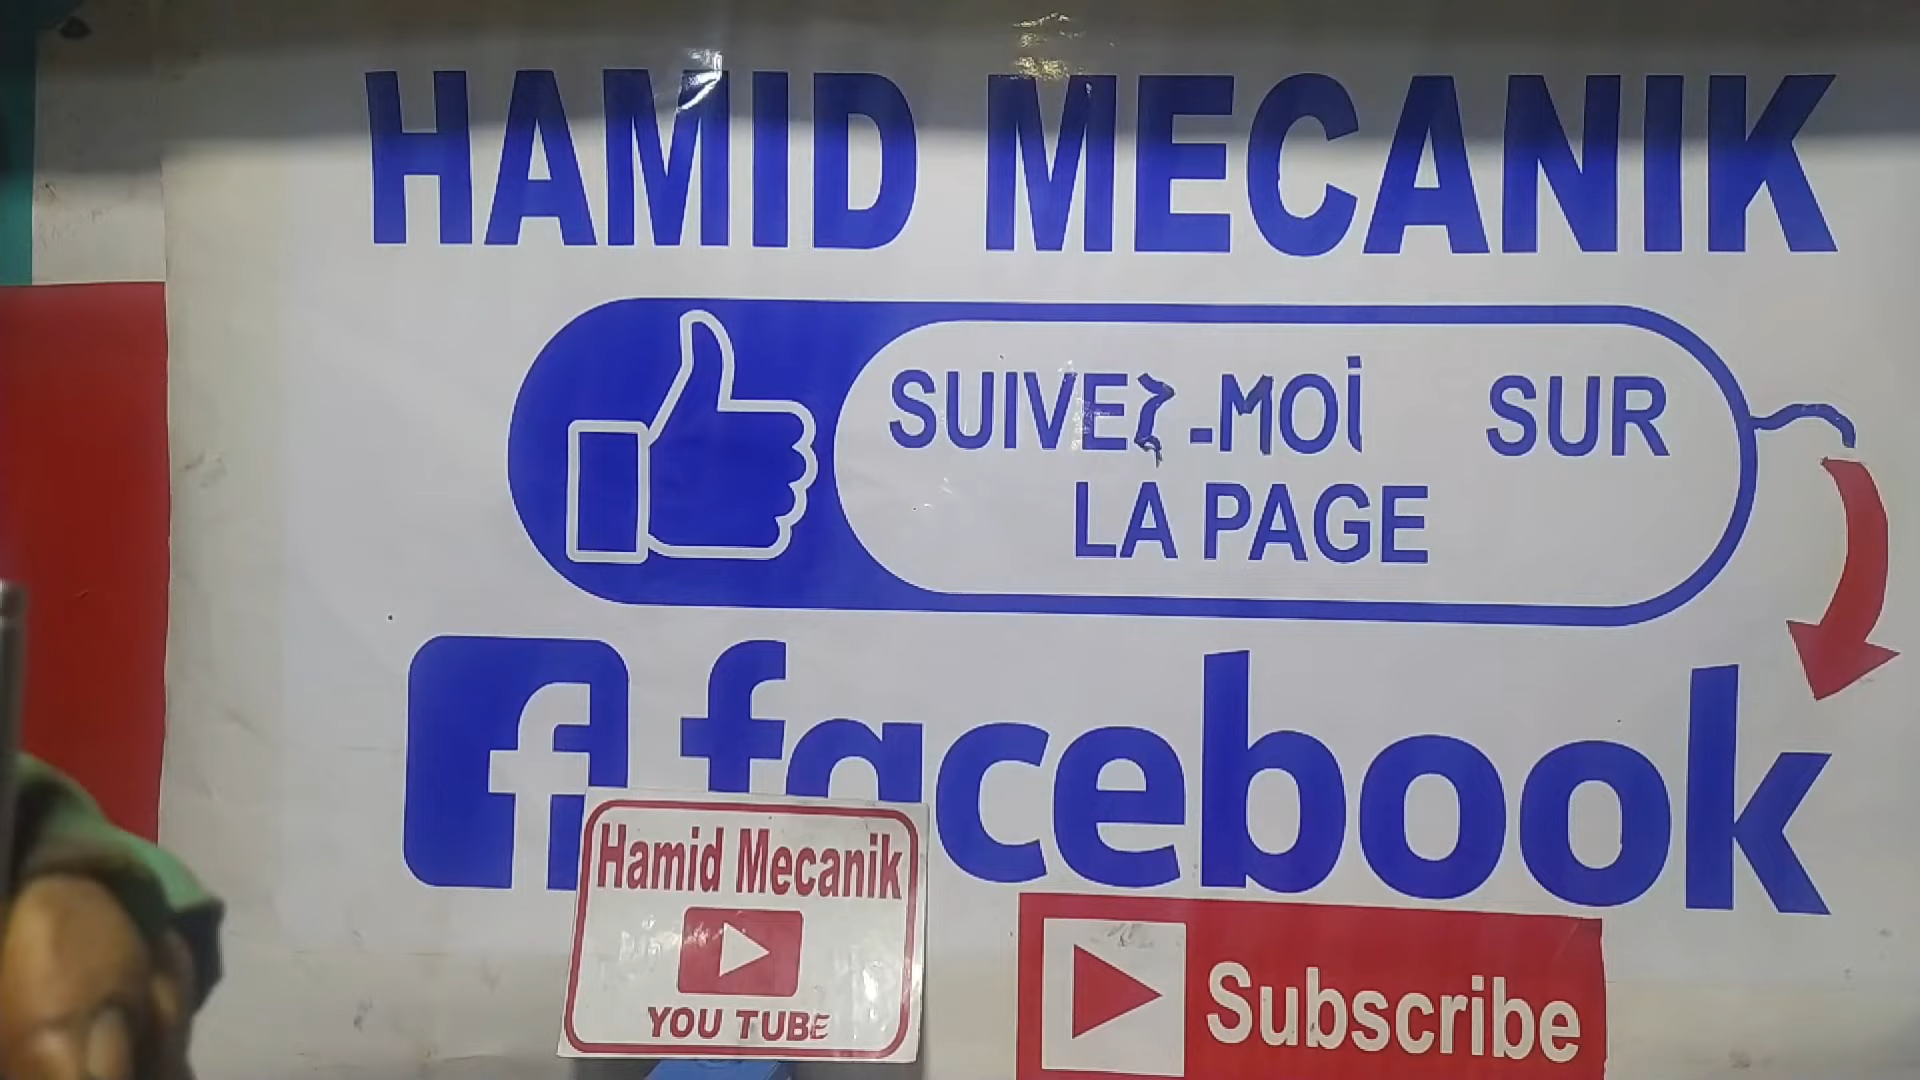 HAMID MECANIK
SUIVEZ-MOi SUR
LA PAGE
f facebook
Hamid Mecanik
YOU TUBE
Subscribe